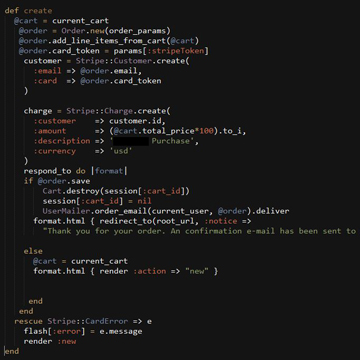 def create
@cart = current_cart
@order = Order.new(order_params)
@order.add_line_items_from_cart(@cart)
@order.card_token = params[:stripeToken]
customer = Stripe::Customer.create(
:email => @order.email,
:card => @order.card_token
)
charge = Stripe::Charge.create(
:customer => customer.id,
:amount => (@cart.total_price*100).to_i,
:description => ' Purchase',
:currency => 'usd'
)
respond_to do |format|
if @order.save
Cart.destroy(session[:cart_id])
session[:cart_id] = nil
UserMailer.order_email(current_user, @order).deliver
format.html { redirect_to(root_url, :notice =>
"Thank you for your order. An confirmation e-mail has been sent to
else
@cart = current_cart
format.html { render :action => "new" }
end
end
rescue Stripe::CardError => e
flash[:error] = e.message
render :new
end